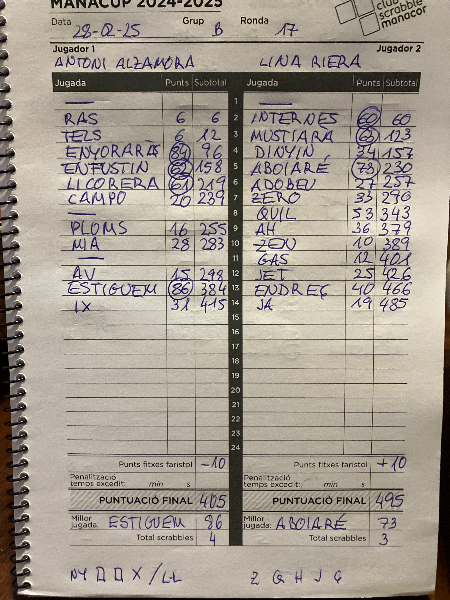 MANACUP 2024-2025
club scrabble manacor
Data 28-02-25 Grup B Ronda 17
Jugador 1 Jugador 2
ANTONI ALZAMORA LINA RIERA
Jugada Punts Subtotal Jugada Punts Subtotal
— 1 —
RAS 6 6 2 INTERNES 60 60
TELS 6 12 3 MUSTIARA 63 123
ENYORARÀS 84 96 4 DINYIN 34 157
ENFUSTIN 62 158 5 ABOIARÉ 73 230
LICORERA 61 219 6 ADOBEU 27 257
CAMPO 20 239 7 ZERO 33 290
— 8 QUIL 53 343
PLOMS 16 255 9 AH 36 379
MIA 28 283 10 ZEN 10 389
— 11 GAS 12 401
AV 15 298 12 JET 25 426
ESTIGUEM 86 384 13 ENDREÇ 40 466
IX 31 415 14 JA 19 485
15
16
17
18
19
20
21
22
23
24
Punts fitxes faristol -10 Punts fitxes faristol +10
Penalització temps excedit: min s Penalització temps excedit: min s
PUNTUACIÓ FINAL 405 PUNTUACIÓ FINAL 495
Millor jugada: ESTIGUEM 86 Millor jugada: ABOIARÉ 73
Total scrabbles 4 Total scrabbles 3
NY □ □ X / LL Z Q H J Ç